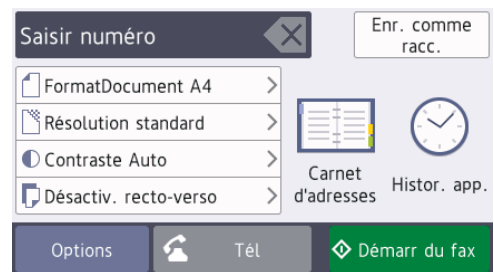 Saisir numéro
Enr. comme
racc.
FormatDocument A4
Résolution standard
Contraste Auto
Désactiv. recto-verso
Carnet
d'adresses
Histor. app.
Options
Tél
Démarr du fax